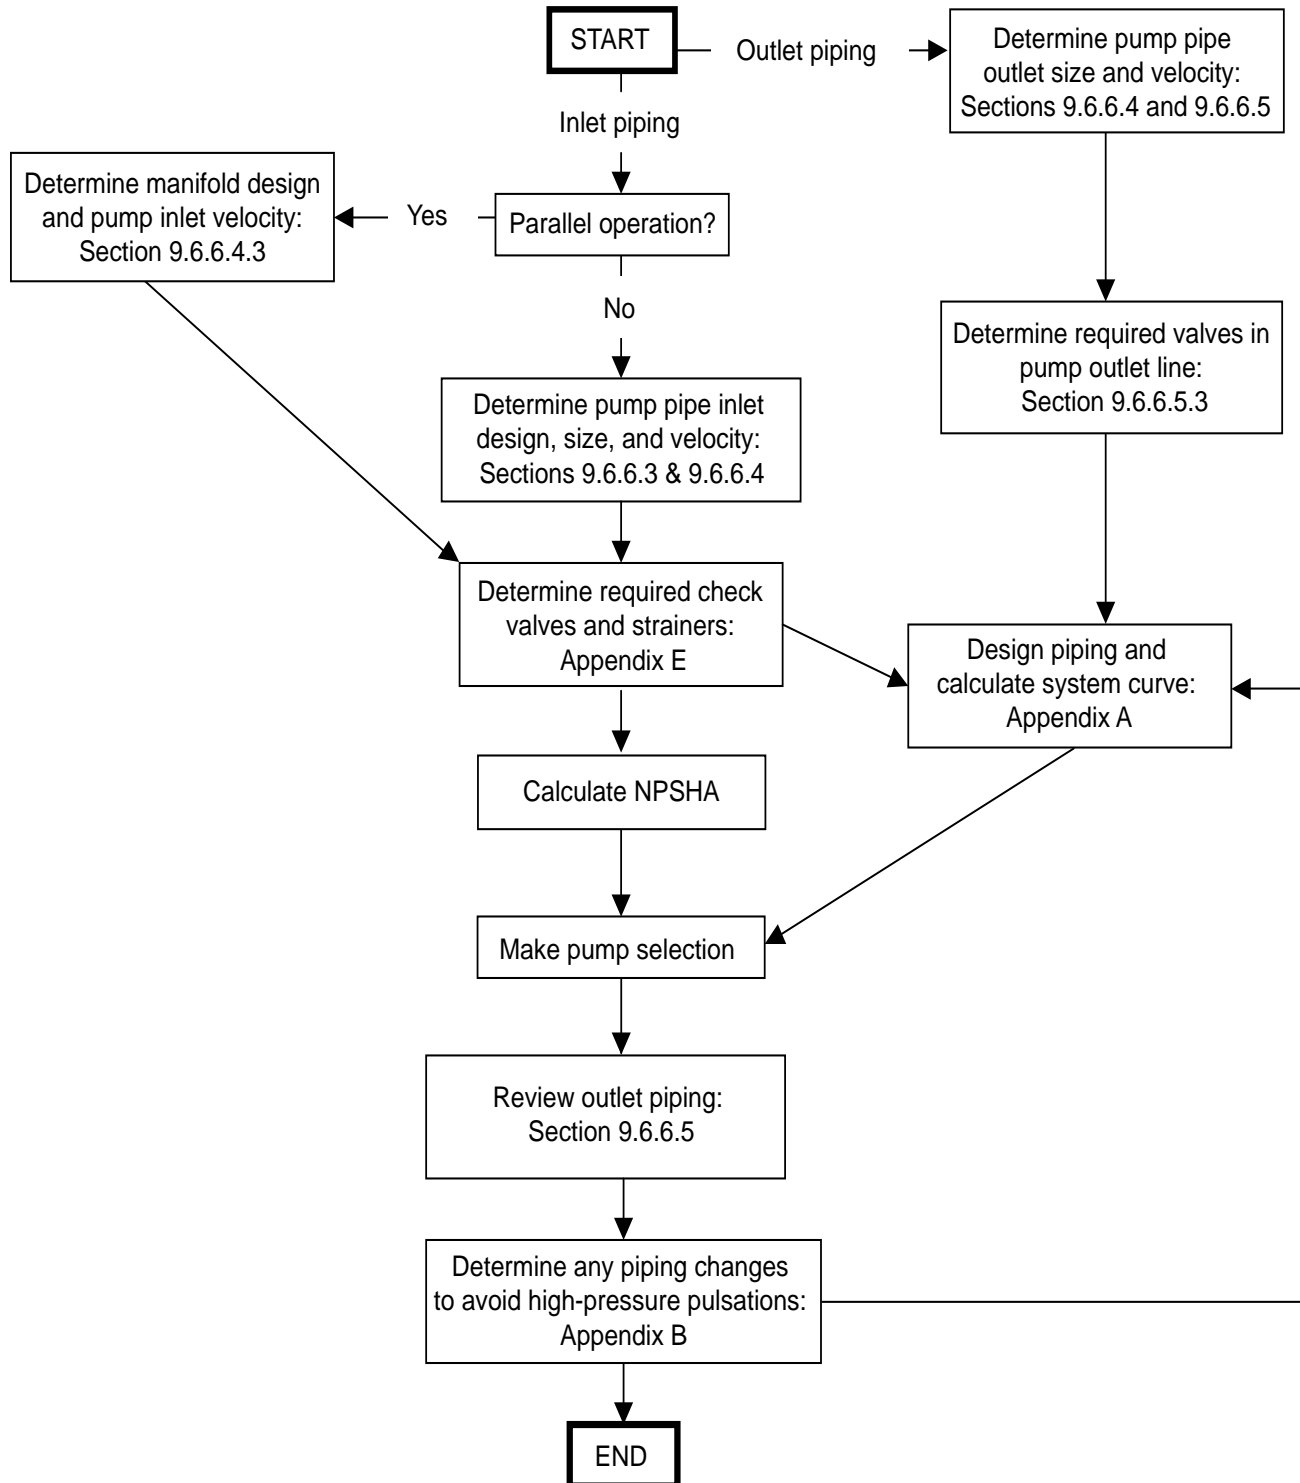 START
Outlet piping
Determine pump pipe
outlet size and velocity:
Sections 9.6.6.4 and 9.6.6.5
Inlet piping
Determine manifold design
and pump inlet velocity:
Section 9.6.6.4.3
Yes
Parallel operation?
No
Determine required valves in
pump outlet line:
Section 9.6.6.5.3
Determine pump pipe inlet
design, size, and velocity:
Sections 9.6.6.3 & 9.6.6.4
Determine required check
valves and strainers:
Appendix E
Design piping and
calculate system curve:
Appendix A
Calculate NPSHA
Make pump selection
Review outlet piping:
Section 9.6.6.5
Determine any piping changes
to avoid high-pressure pulsations:
Appendix B
END